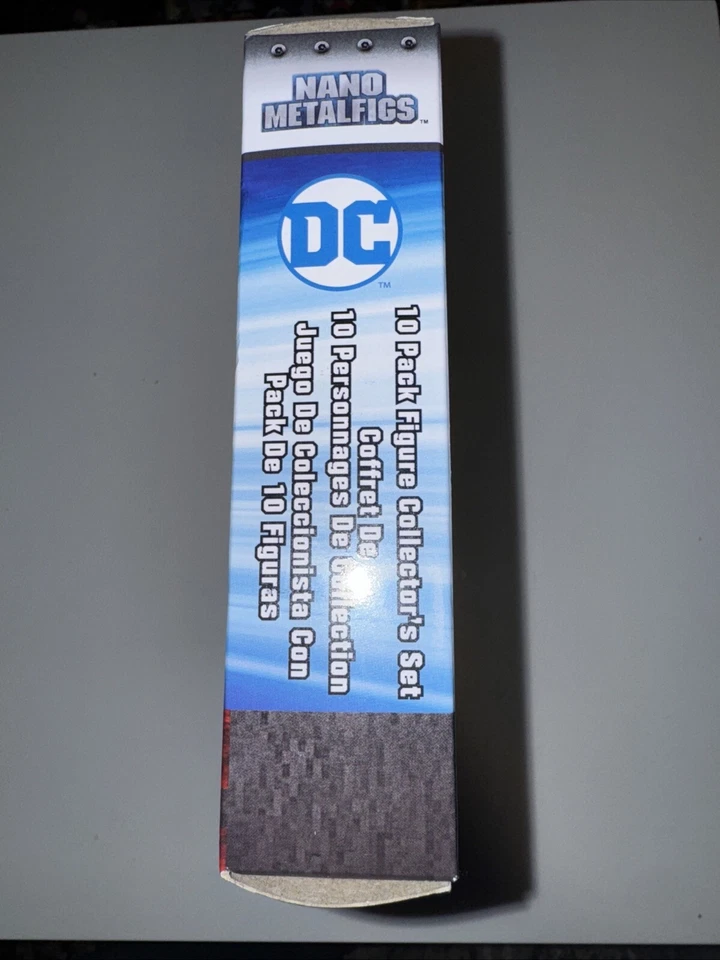 NANO
METALFIGS™
DC
TM
10 Pack Figure Collector's Set
Coffret De
10 Personnages De Collection
Juego De Coleccionista Con
Pack De 10 Figuras